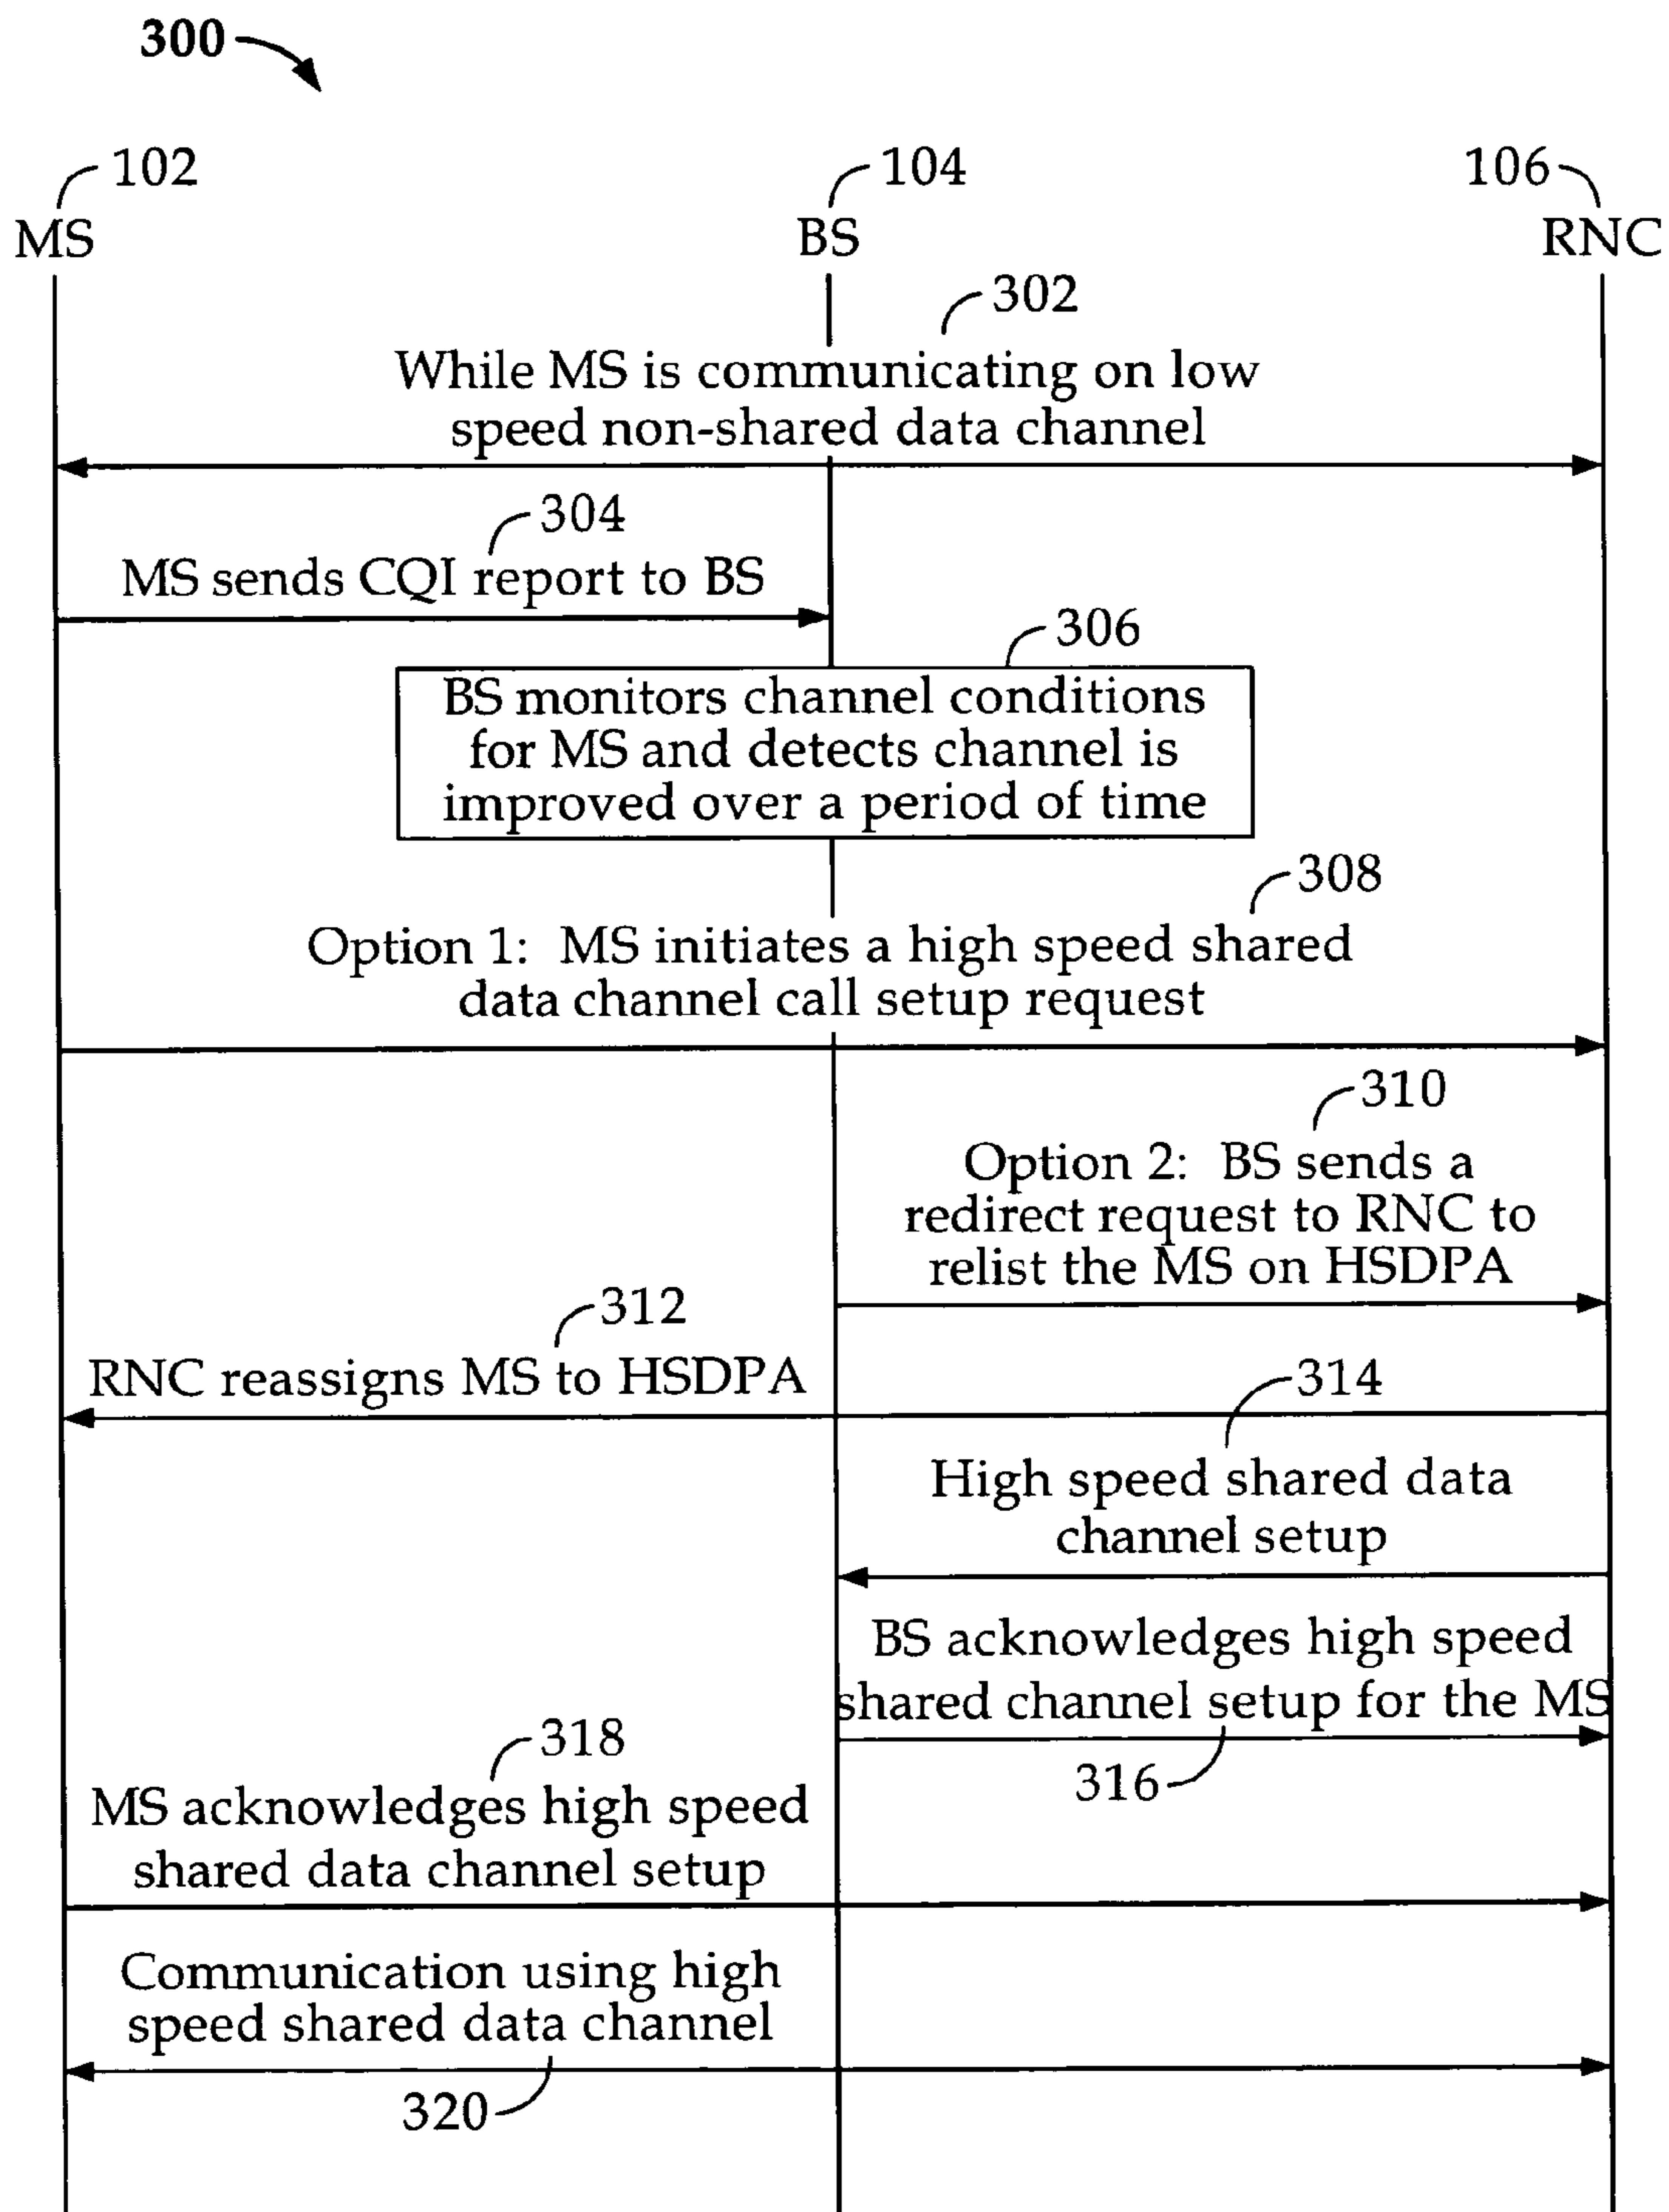 300
102
104
106
MS
BS
RNC
302
While MS is communicating on low
speed non-shared data channel
304
MS sends CQI report to BS
306
BS monitors channel conditions
for MS and detects channel is
improved over a period of time
308
Option 1: MS initiates a high speed shared
data channel call setup request
310
Option 2: BS sends a
redirect request to RNC to
relist the MS on HSDPA
312
RNC reassigns MS to HSDPA
314
High speed shared data
channel setup
BS acknowledges high speed
shared channel setup for the MS
316
318
MS acknowledges high speed
shared data channel setup
Communication using high
speed shared data channel
320